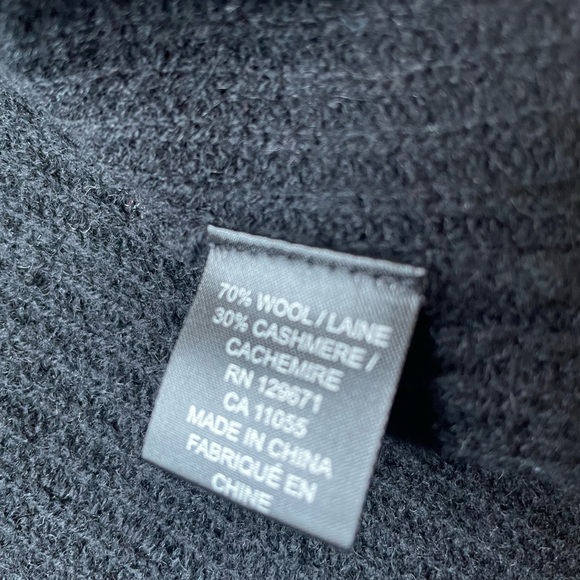 70% WOOL / LAINE
30% CASHMERE /
CACHEMIRE
RN 129671
CA 11055
MADE IN CHINA
FABRIQUÉ EN
CHINE